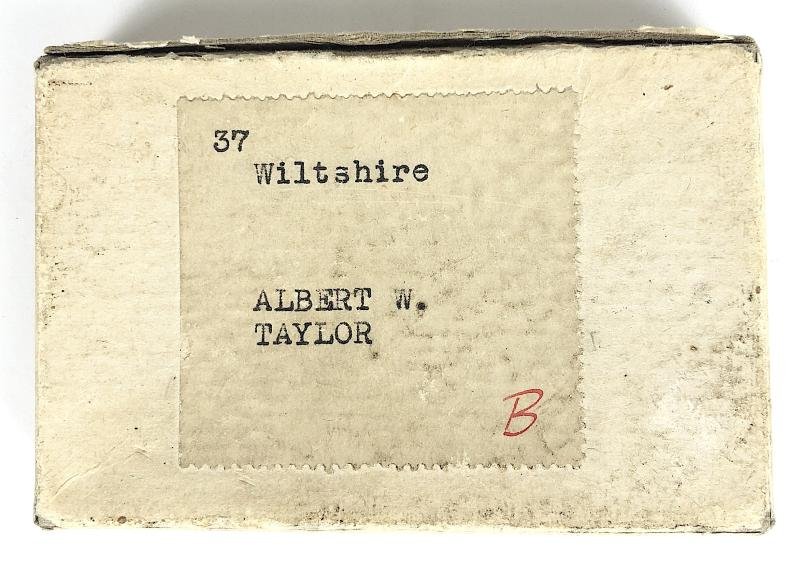 37
Wiltshire
ALBERT W.
TAYLOR
B